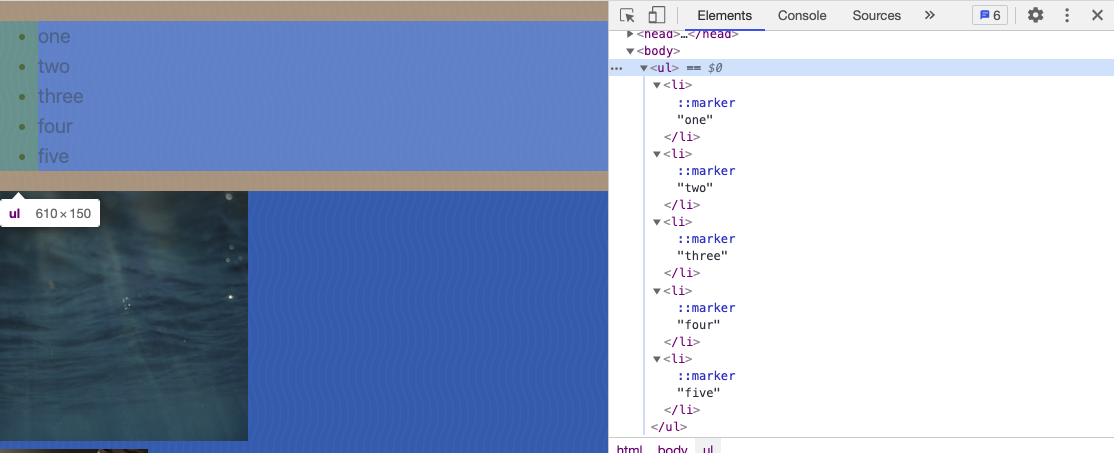 one
two
three
four
five
ul 610 × 150
Elements Console Sources » 6
<head>…</head>
<body>
… <ul> == $0
<li>
::marker
"one"
</li>
<li>
::marker
"two"
</li>
<li>
::marker
"three"
</li>
<li>
::marker
"four"
</li>
<li>
::marker
"five"
</li>
</ul>
html body ul